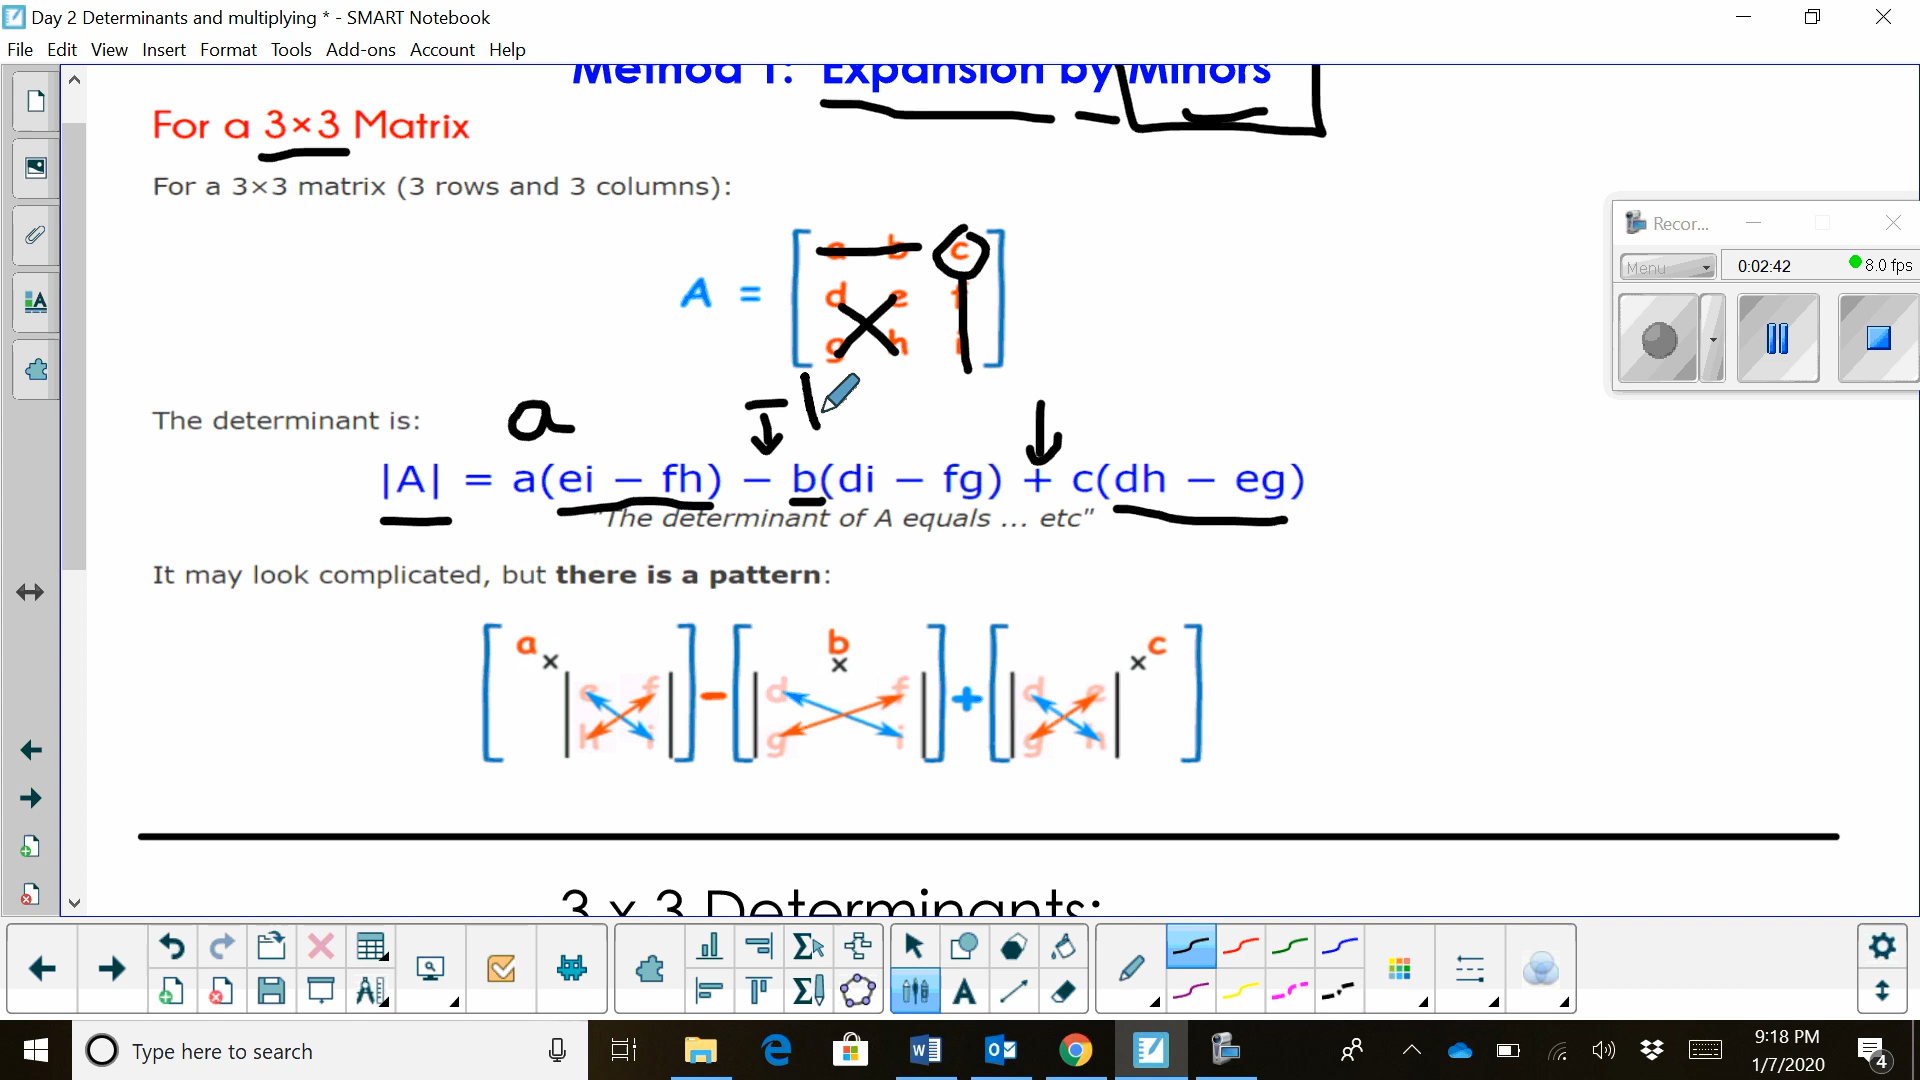 Day 2 Determinants and multiplying * - SMART Notebook
File Edit View Insert Format Tools Add-ons Account Help
Method 1: Expansion by Minors
For a 3×3 Matrix
For a 3×3 matrix (3 rows and 3 columns):
Recor...
Menu
0:02:42
8.0 fps
a b c
A = d e f
g h i
a
The determinant is:
|A| = a(ei − fh) − b(di − fg) + c(dh − eg)
"The determinant of A equals ... etc"
It may look complicated, but there is a pattern:
a × b × × c
e f − d f + d e
h i g i g h
3 x 3 Determinants:
Type here to search
9:18 PM
1/7/2020
4